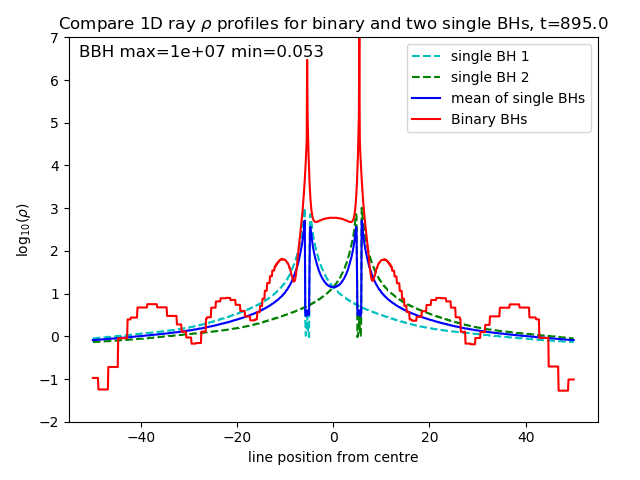 Compare 1D ray ρ profiles for binary and two single BHs, t=895.0
BBH max=1e+07 min=0.053
single BH 1
single BH 2
mean of single BHs
Binary BHs
7
6
5
4
3
2
1
0
−1
−2
log₁₀(ρ)
−40 −20 0 20 40
line position from centre